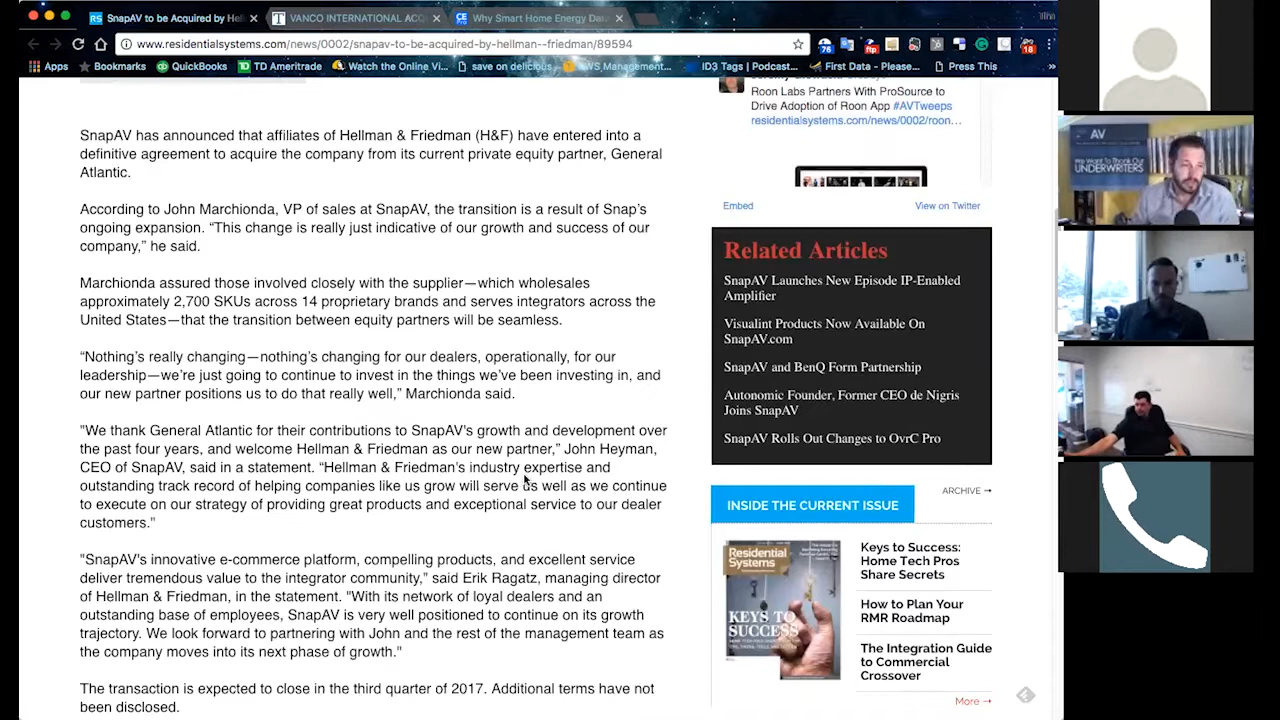 SnapAV to be Acquired by Hel
VANCO INTERNATIONAL ACQ
Why Smart Home Energy Da
www.residentialsystems.com/news/0002/snapav-to-be-acquired-by-hellman--friedman/89594
76
ftp
18
Apps
Bookmarks
QuickBooks
TD Ameritrade
Watch the Online Vi...
save on delicious
AWS Management...
ID3 Tags | Podcast...
First Data - Please...
Press This
»
SnapAV has announced that affiliates of Hellman & Friedman (H&F) have entered into a
definitive agreement to acquire the company from its current private equity partner, General
Atlantic.
According to John Marchionda, VP of sales at SnapAV, the transition is a result of Snap's
ongoing expansion. “This change is really just indicative of our growth and success of our
company,” he said.
Marchionda assured those involved closely with the supplier—which wholesales
approximately 2,700 SKUs across 14 proprietary brands and serves integrators across the
United States—that the transition between equity partners will be seamless.
“Nothing's really changing—nothing's changing for our dealers, operationally, for our
leadership—we're just going to continue to invest in the things we've been investing in, and
our new partner positions us to do that really well,” Marchionda said.
"We thank General Atlantic for their contributions to SnapAV's growth and development over
the past four years, and welcome Hellman & Friedman as our new partner,” John Heyman,
CEO of SnapAV, said in a statement. “Hellman & Friedman's industry expertise and
outstanding track record of helping companies like us grow will serve us well as we continue
to execute on our strategy of providing great products and exceptional service to our dealer
customers."
"SnapAV's innovative e-commerce platform, compelling products, and excellent service
deliver tremendous value to the integrator community,” said Erik Ragatz, managing director
of Hellman & Friedman, in the statement. "With its network of loyal dealers and an
outstanding base of employees, SnapAV is very well positioned to continue on its growth
trajectory. We look forward to partnering with John and the rest of the management team as
the company moves into its next phase of growth."
The transaction is expected to close in the third quarter of 2017. Additional terms have not
been disclosed.
Roon Labs Partners With ProSource to
Drive Adoption of Roon App #AVTweeps
residentialsystems.com/news/0002/roon…
Embed
View on Twitter
Related Articles
SnapAV Launches New Episode IP-Enabled
Amplifier
Visualint Products Now Available On
SnapAV.com
SnapAV and BenQ Form Partnership
Autonomic Founder, Former CEO de Nigris
Joins SnapAV
SnapAV Rolls Out Changes to OvrC Pro
INSIDE THE CURRENT ISSUE
ARCHIVE →
Residential
Systems
KEYS TO
SUCCESS
Keys to Success:
Home Tech Pros
Share Secrets
How to Plan Your
RMR Roadmap
The Integration Guide
to Commercial
Crossover
More →
AV
We Want To Thank Our
UNDERWRITERS